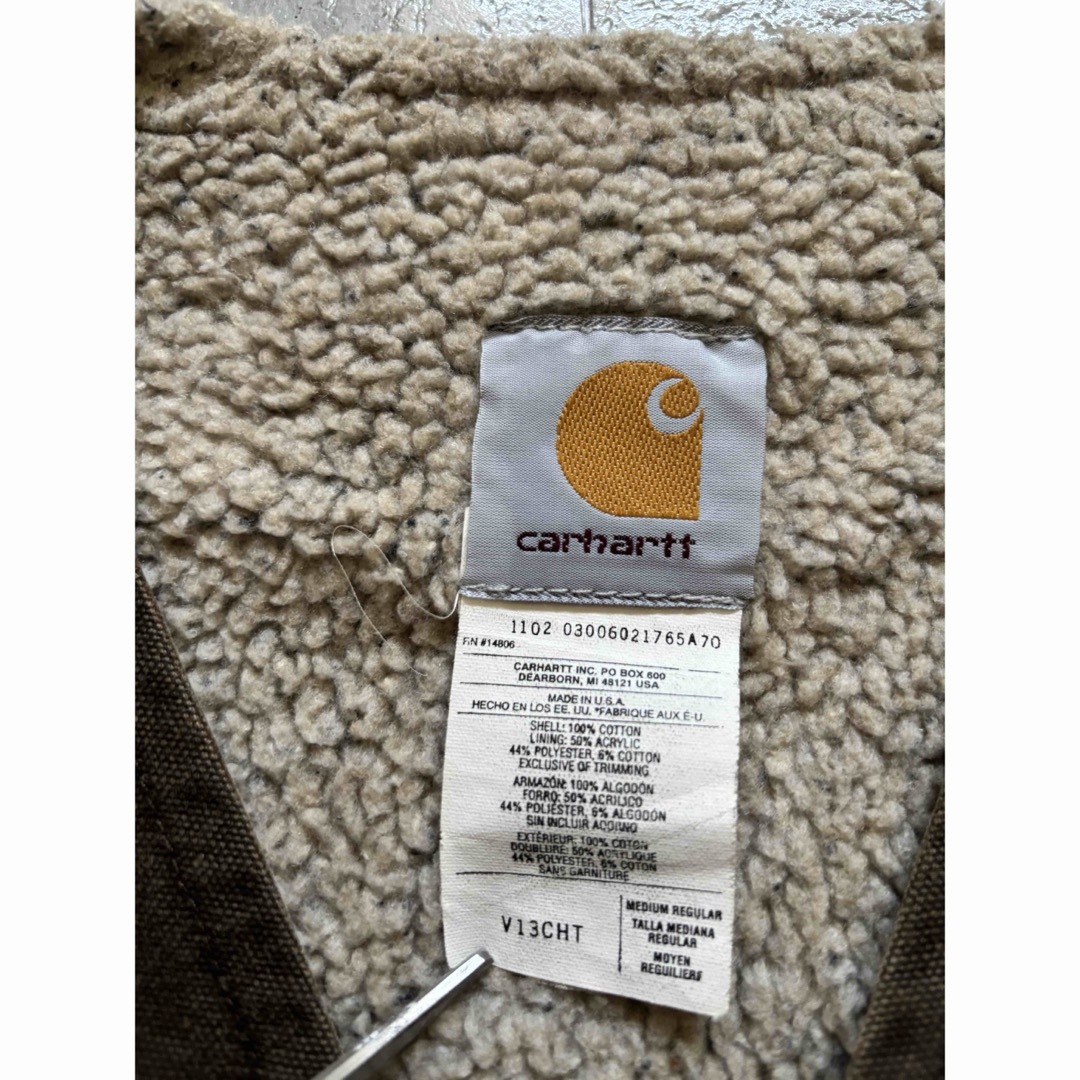 carhartt
1102 03006021765A70
RN #14806
CARHARTT INC. PO BOX 600
DEARBORN, MI 48121 USA
MADE IN U.S.A.
HECHO EN LOS EE. UU. *FABRIQUE AUX É-U
SHELL: 100% COTTON
LINING: 50% ACRYLIC
44% POLYESTER, 6% COTTON
EXCLUSIVE OF TRIMMING
ARMAZÓN: 100% ALGODÓN
FORRO: 50% ACRILICO
44% POLIESTER, 6% ALGODÓN
SIN INCLUIR ADORNO
EXTÉRIEUR: 100% COTON
DOUBLURE: 50% ACRYLIQUE
44% POLYESTER, 6% COTON
SANS GARNITURE
V13CHT
MEDIUM REGULAR
TALLA MEDIANA
REGULAR
MOYEN
REGULIERE